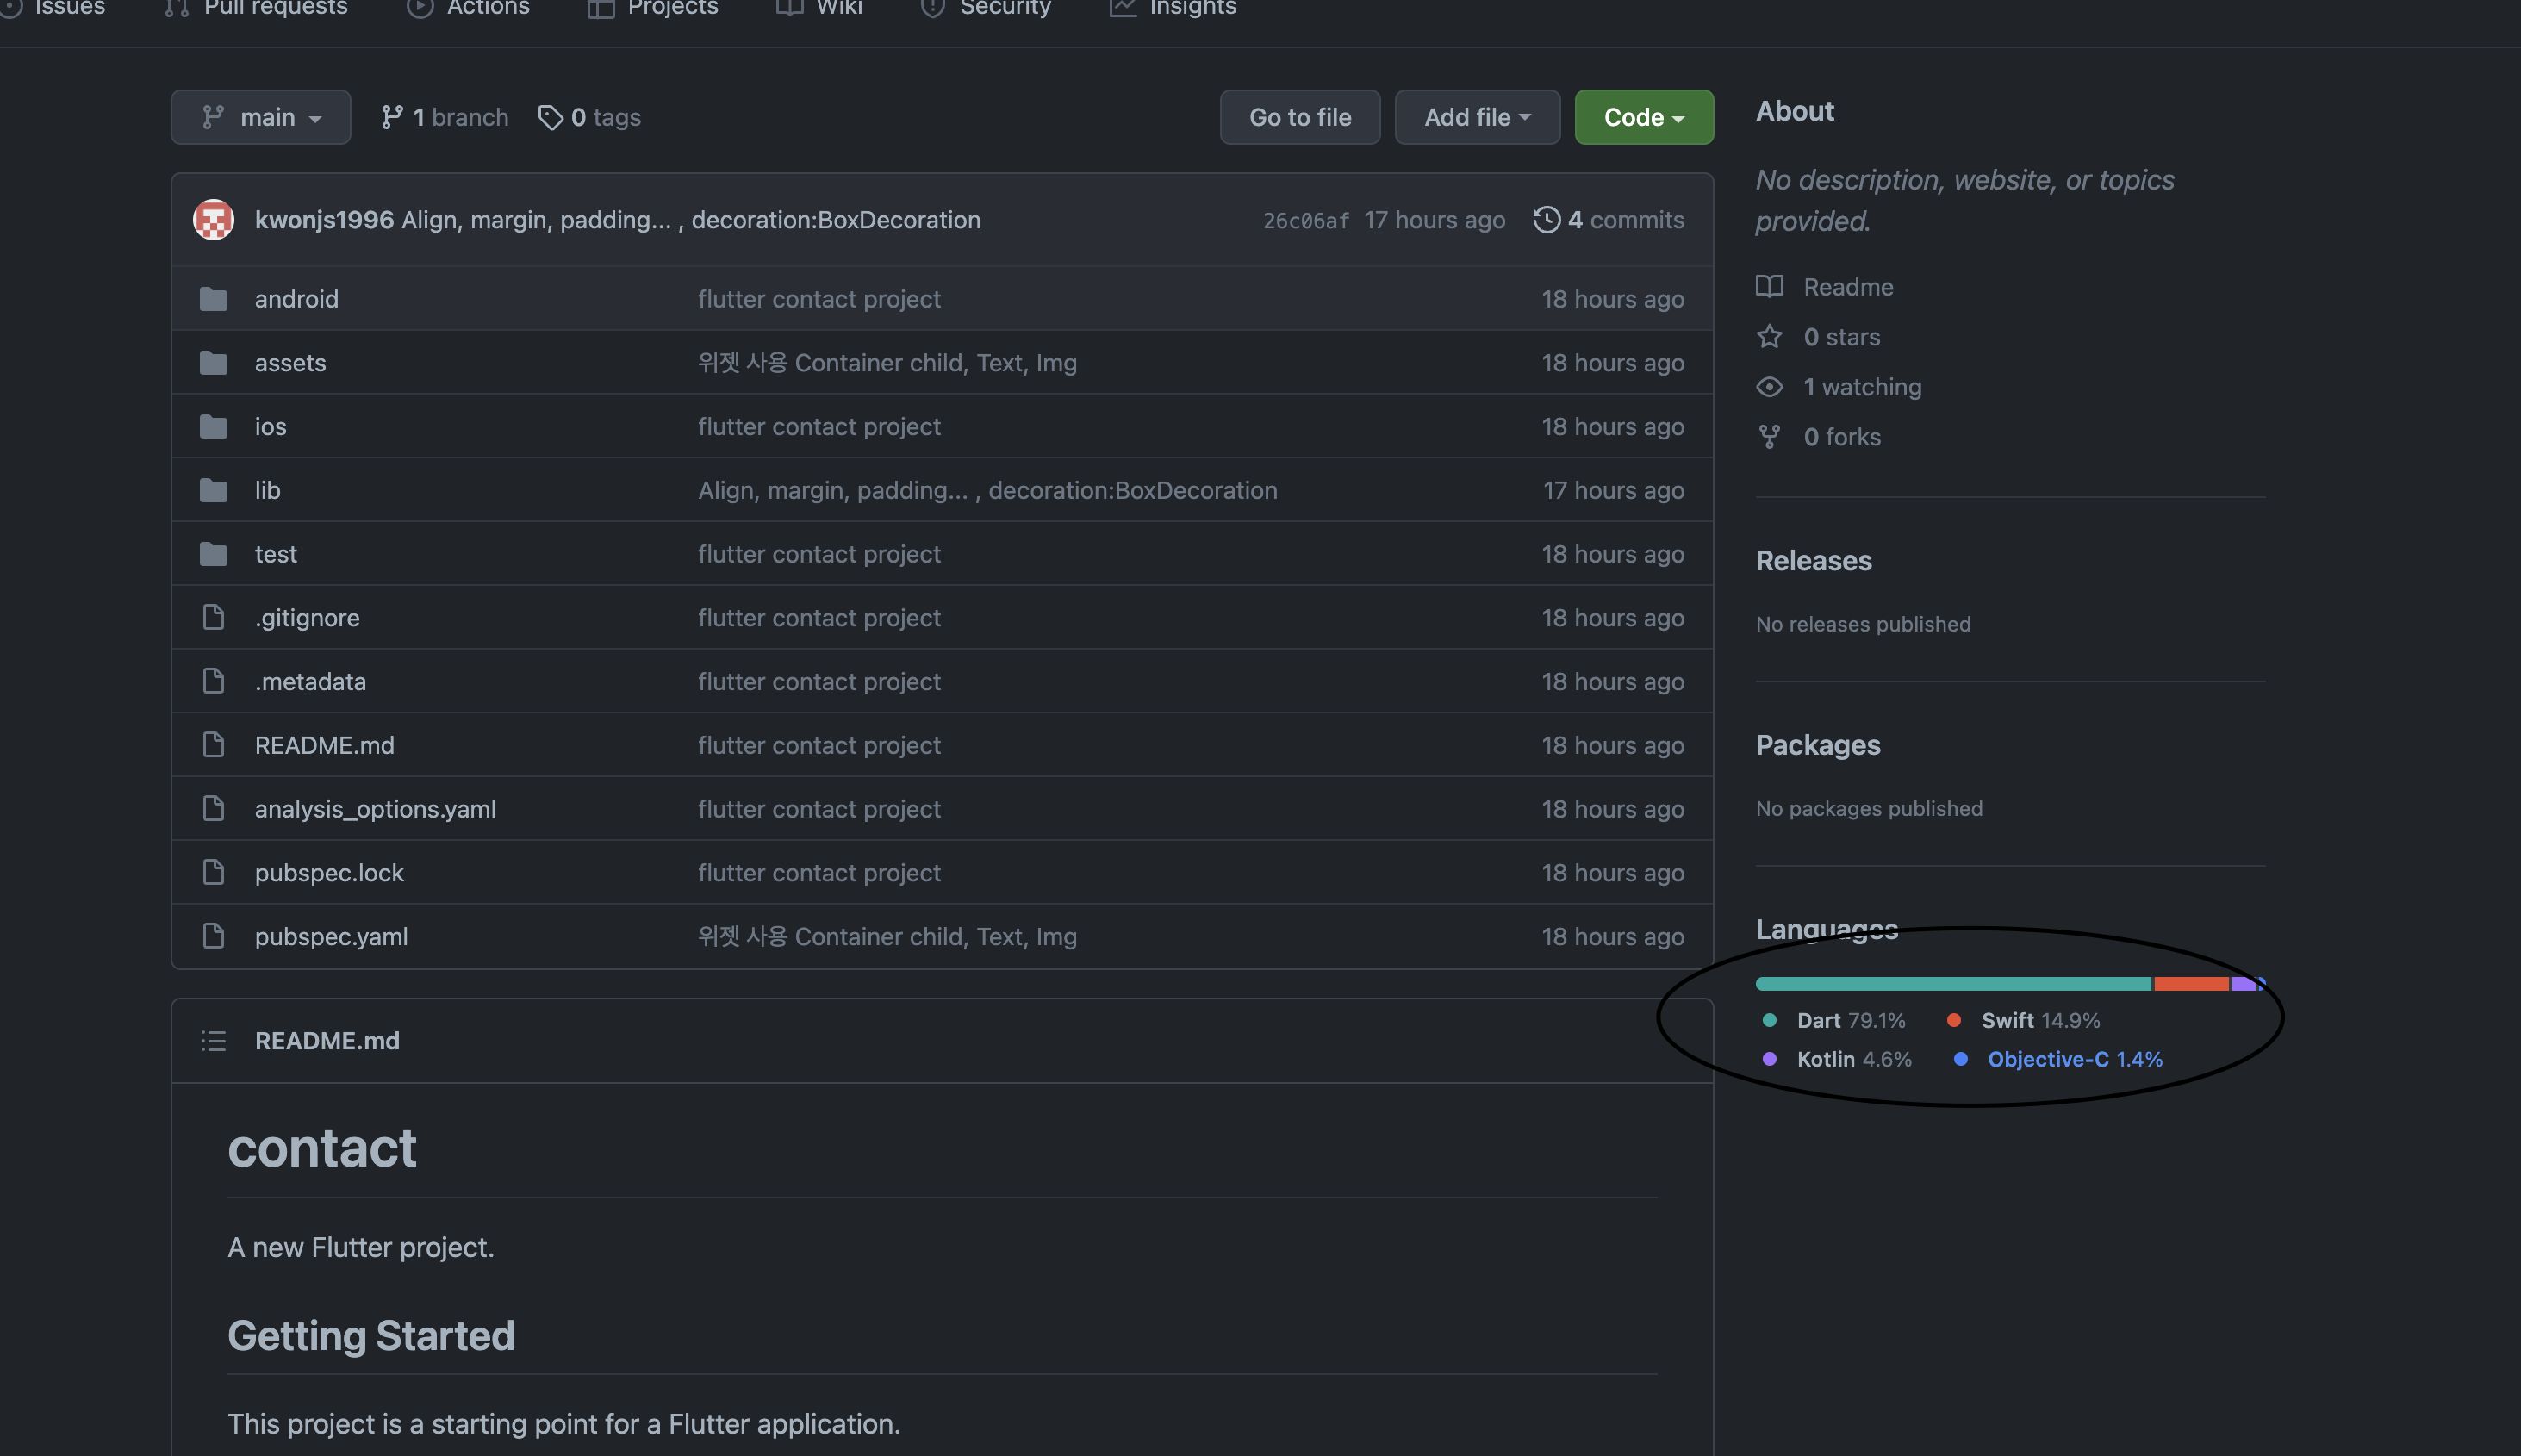 Issues Pull requests Actions Projects Wiki Security Insights
main 1 branch 0 tags Go to file Add file Code
kwonjs1996 Align, margin, padding... , decoration:BoxDecoration 26c06af 17 hours ago 4 commits
android flutter contact project 18 hours ago
assets 위젯 사용 Container child, Text, Img 18 hours ago
ios flutter contact project 18 hours ago
lib Align, margin, padding... , decoration:BoxDecoration 17 hours ago
test flutter contact project 18 hours ago
.gitignore flutter contact project 18 hours ago
.metadata flutter contact project 18 hours ago
README.md flutter contact project 18 hours ago
analysis_options.yaml flutter contact project 18 hours ago
pubspec.lock flutter contact project 18 hours ago
pubspec.yaml 위젯 사용 Container child, Text, Img 18 hours ago
README.md
contact
A new Flutter project.
Getting Started
This project is a starting point for a Flutter application.
About
No description, website, or topics
provided.
Readme
0 stars
1 watching
0 forks
Releases
No releases published
Packages
No packages published
Languages
Dart 79.1% Swift 14.9%
Kotlin 4.6% Objective-C 1.4%